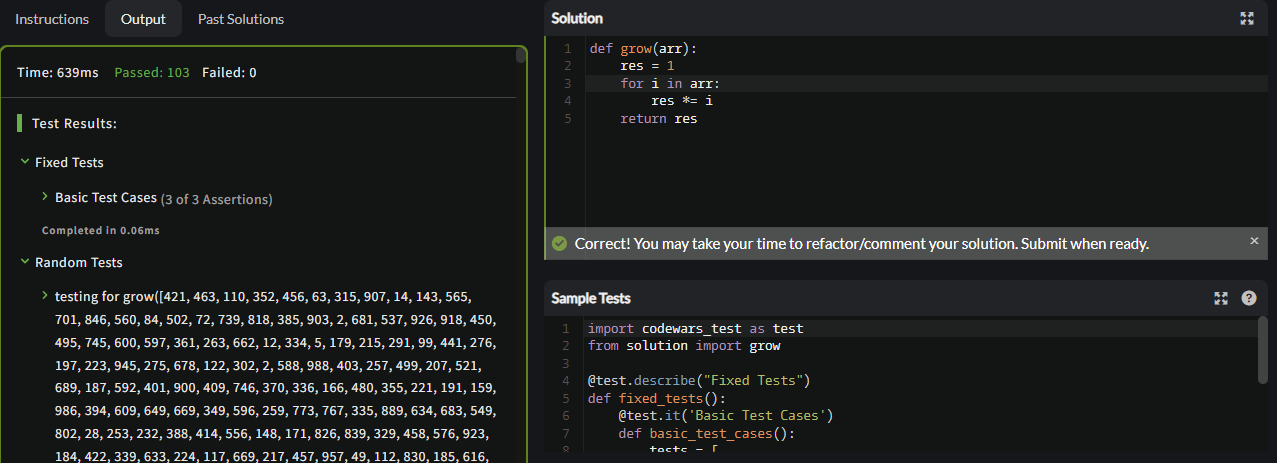 Instructions
Output
Past Solutions
Time: 639ms Passed: 103 Failed: 0
Test Results:
Fixed Tests
Basic Test Cases (3 of 3 Assertions)
Completed in 0.06ms
Random Tests
testing for grow([421, 463, 110, 352, 456, 63, 315, 907, 14, 143, 565,
701, 846, 560, 84, 502, 72, 739, 818, 385, 903, 2, 681, 537, 926, 918, 450,
495, 745, 600, 597, 361, 263, 662, 12, 334, 5, 179, 215, 291, 99, 441, 276,
197, 223, 945, 275, 678, 122, 302, 2, 588, 988, 403, 257, 499, 207, 521,
689, 187, 592, 401, 900, 409, 746, 370, 336, 166, 480, 355, 221, 191, 159,
986, 394, 609, 649, 669, 349, 596, 259, 773, 767, 335, 889, 634, 683, 549,
802, 28, 253, 232, 388, 414, 556, 148, 171, 826, 839, 329, 458, 576, 923,
184, 422, 339, 633, 224, 117, 669, 217, 457, 957, 49, 112, 830, 185, 616,
Solution
1 def grow(arr):
2     res = 1
3     for i in arr:
4         res *= i
5     return res
Correct! You may take your time to refactor/comment your solution. Submit when ready.
Sample Tests
1 import codewars_test as test
2 from solution import grow
3
4 @test.describe("Fixed Tests")
5 def fixed_tests():
6     @test.it('Basic Test Cases')
7     def basic_test_cases():
8         tests = [